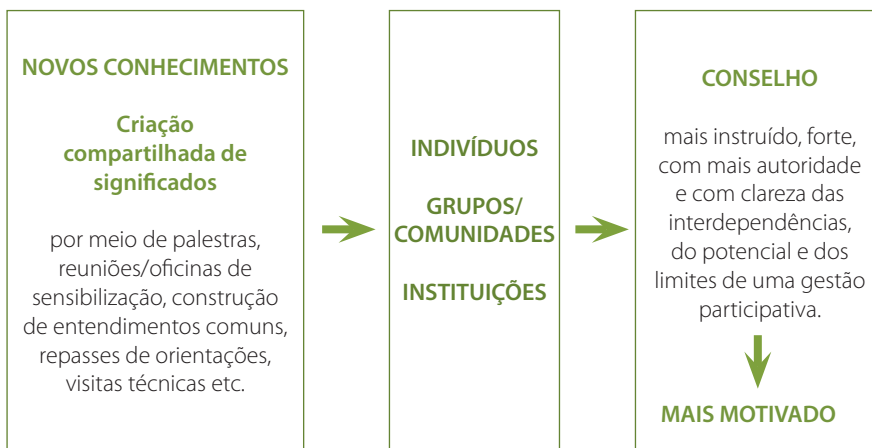 NOVOS CONHECIMENTOS
Criação
compartilhada de
significados
por meio de palestras,
reuniões/oficinas de
sensibilização, construção
de entendimentos comuns,
repasses de orientações,
visitas técnicas etc.
INDIVÍDUOS
GRUPOS/
COMUNIDADES
INSTITUIÇÕES
CONSELHO
mais instruído, forte,
com mais autoridade
e com clareza das
interdependências,
do potencial e dos
limites de uma gestão
participativa.
MAIS MOTIVADO